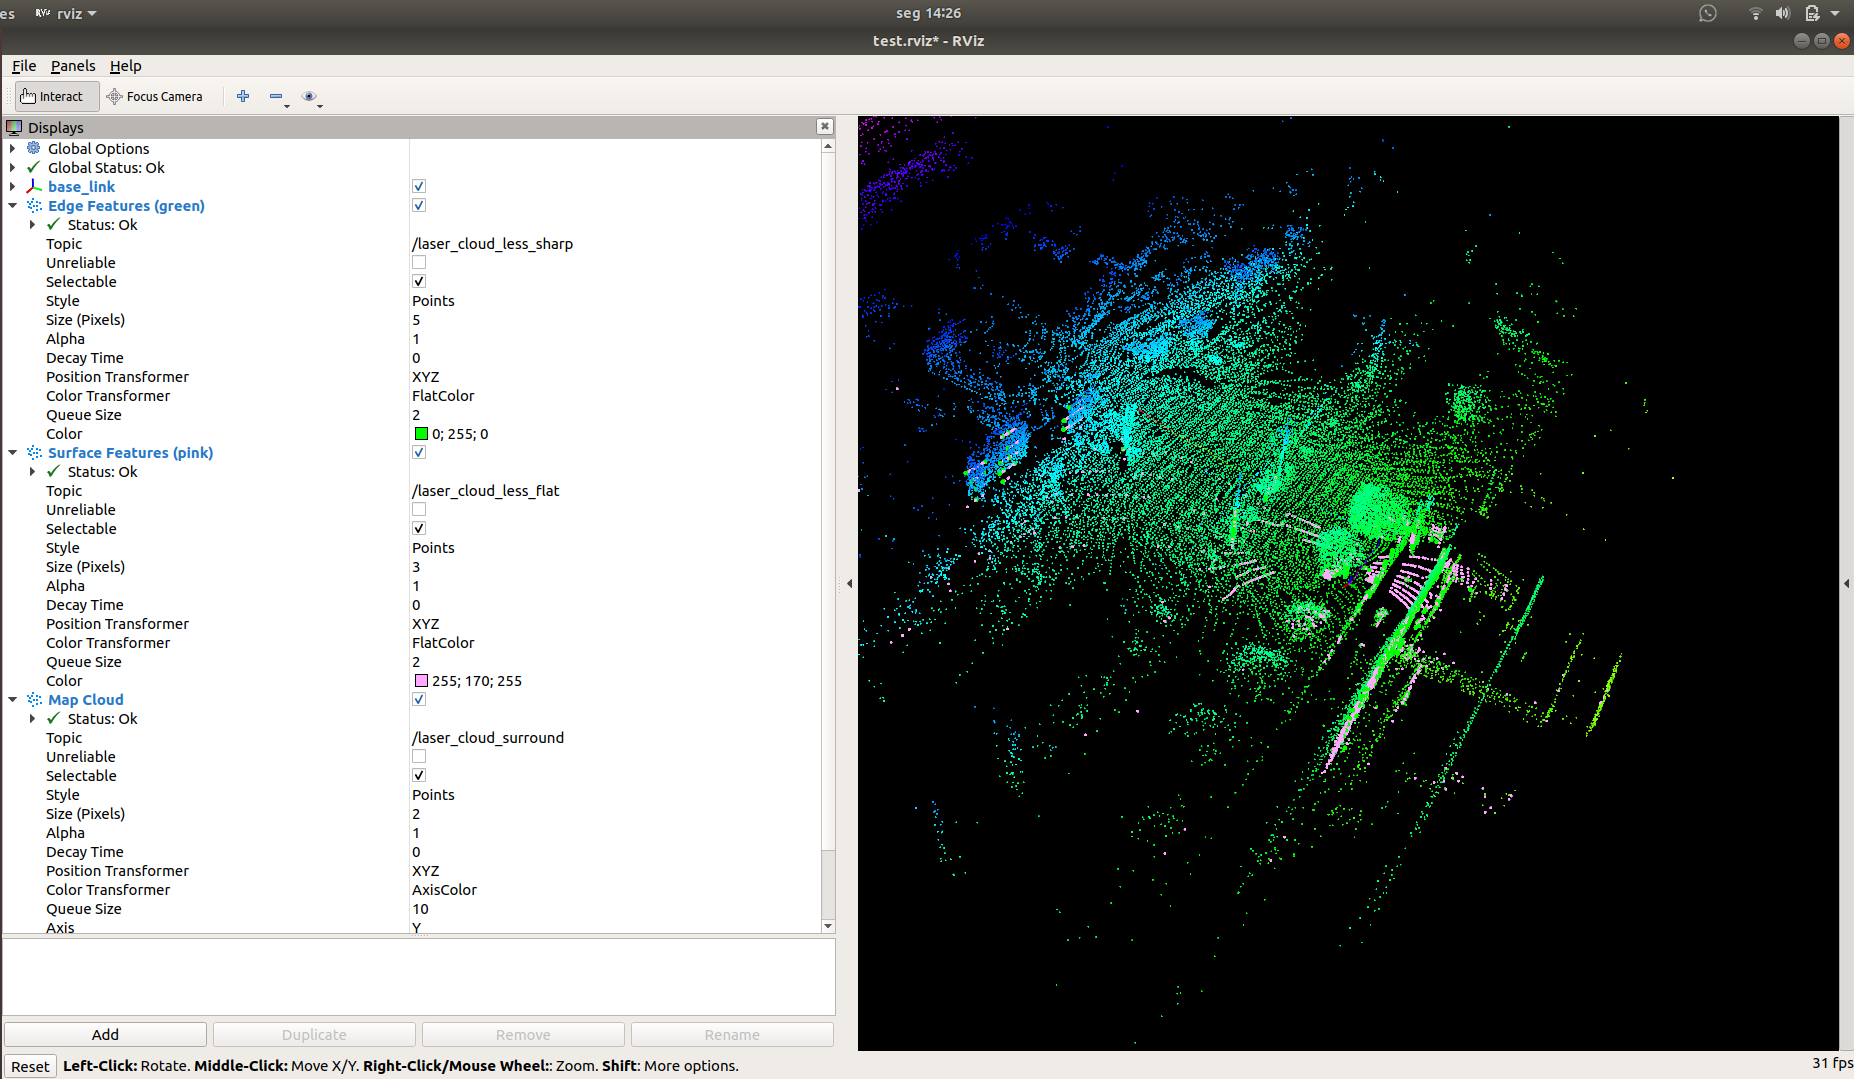 es rviz seg 14:26
test.rviz* - RViz
File Panels Help
Interact Focus Camera
Displays
Global Options
Global Status: Ok
base_link
Edge Features (green)
Status: Ok
Topic /laser_cloud_less_sharp
Unreliable
Selectable
Style Points
Size (Pixels) 5
Alpha 1
Decay Time 0
Position Transformer XYZ
Color Transformer FlatColor
Queue Size 2
Color 0; 255; 0
Surface Features (pink)
Status: Ok
Topic /laser_cloud_less_flat
Unreliable
Selectable
Style Points
Size (Pixels) 3
Alpha 1
Decay Time 0
Position Transformer XYZ
Color Transformer FlatColor
Queue Size 2
Color 255; 170; 255
Map Cloud
Status: Ok
Topic /laser_cloud_surround
Unreliable
Selectable
Style Points
Size (Pixels) 2
Alpha 1
Decay Time 0
Position Transformer XYZ
Color Transformer AxisColor
Queue Size 10
Axis Y
Add Duplicate Remove Rename
Reset Left-Click: Rotate. Middle-Click: Move X/Y. Right-Click/Mouse Wheel:: Zoom. Shift: More options. 31 fps